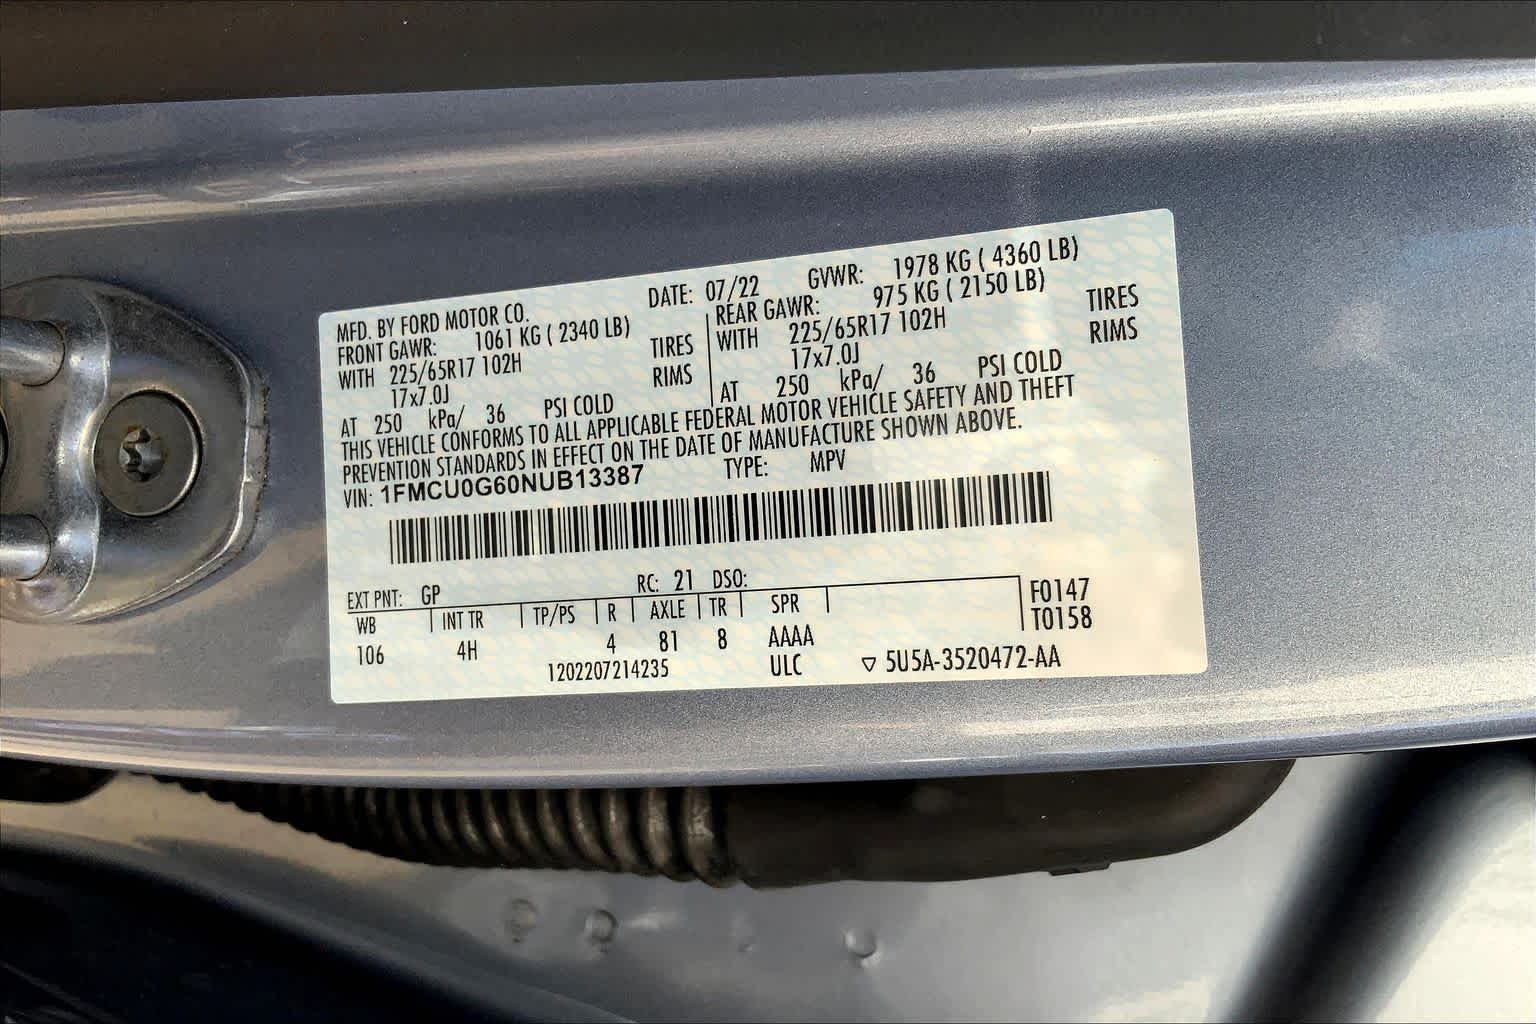 MFD. BY FORD MOTOR CO. DATE: 07/22 GVWR: 1978 KG ( 4360 LB)
FRONT GAWR: 1061 KG ( 2340 LB) REAR GAWR: 975 KG ( 2150 LB)
WITH 225/65R17 102H TIRES WITH 225/65R17 102H TIRES
17x7.0J RIMS 17x7.0J RIMS
AT 250 kPa/ 36 PSI COLD AT 250 kPa/ 36 PSI COLD
THIS VEHICLE CONFORMS TO ALL APPLICABLE FEDERAL MOTOR VEHICLE SAFETY AND THEFT
PREVENTION STANDARDS IN EFFECT ON THE DATE OF MANUFACTURE SHOWN ABOVE.
VIN: 1FMCU0G60NUB13387 TYPE: MPV
EXT PNT: GP RC: 21 DSO:
WB INT TR TP/PS R AXLE TR SPR F0147
106 4H 4 81 8 AAAA T0158
1202207214235 ULC ▽ 5U5A-3520472-AA